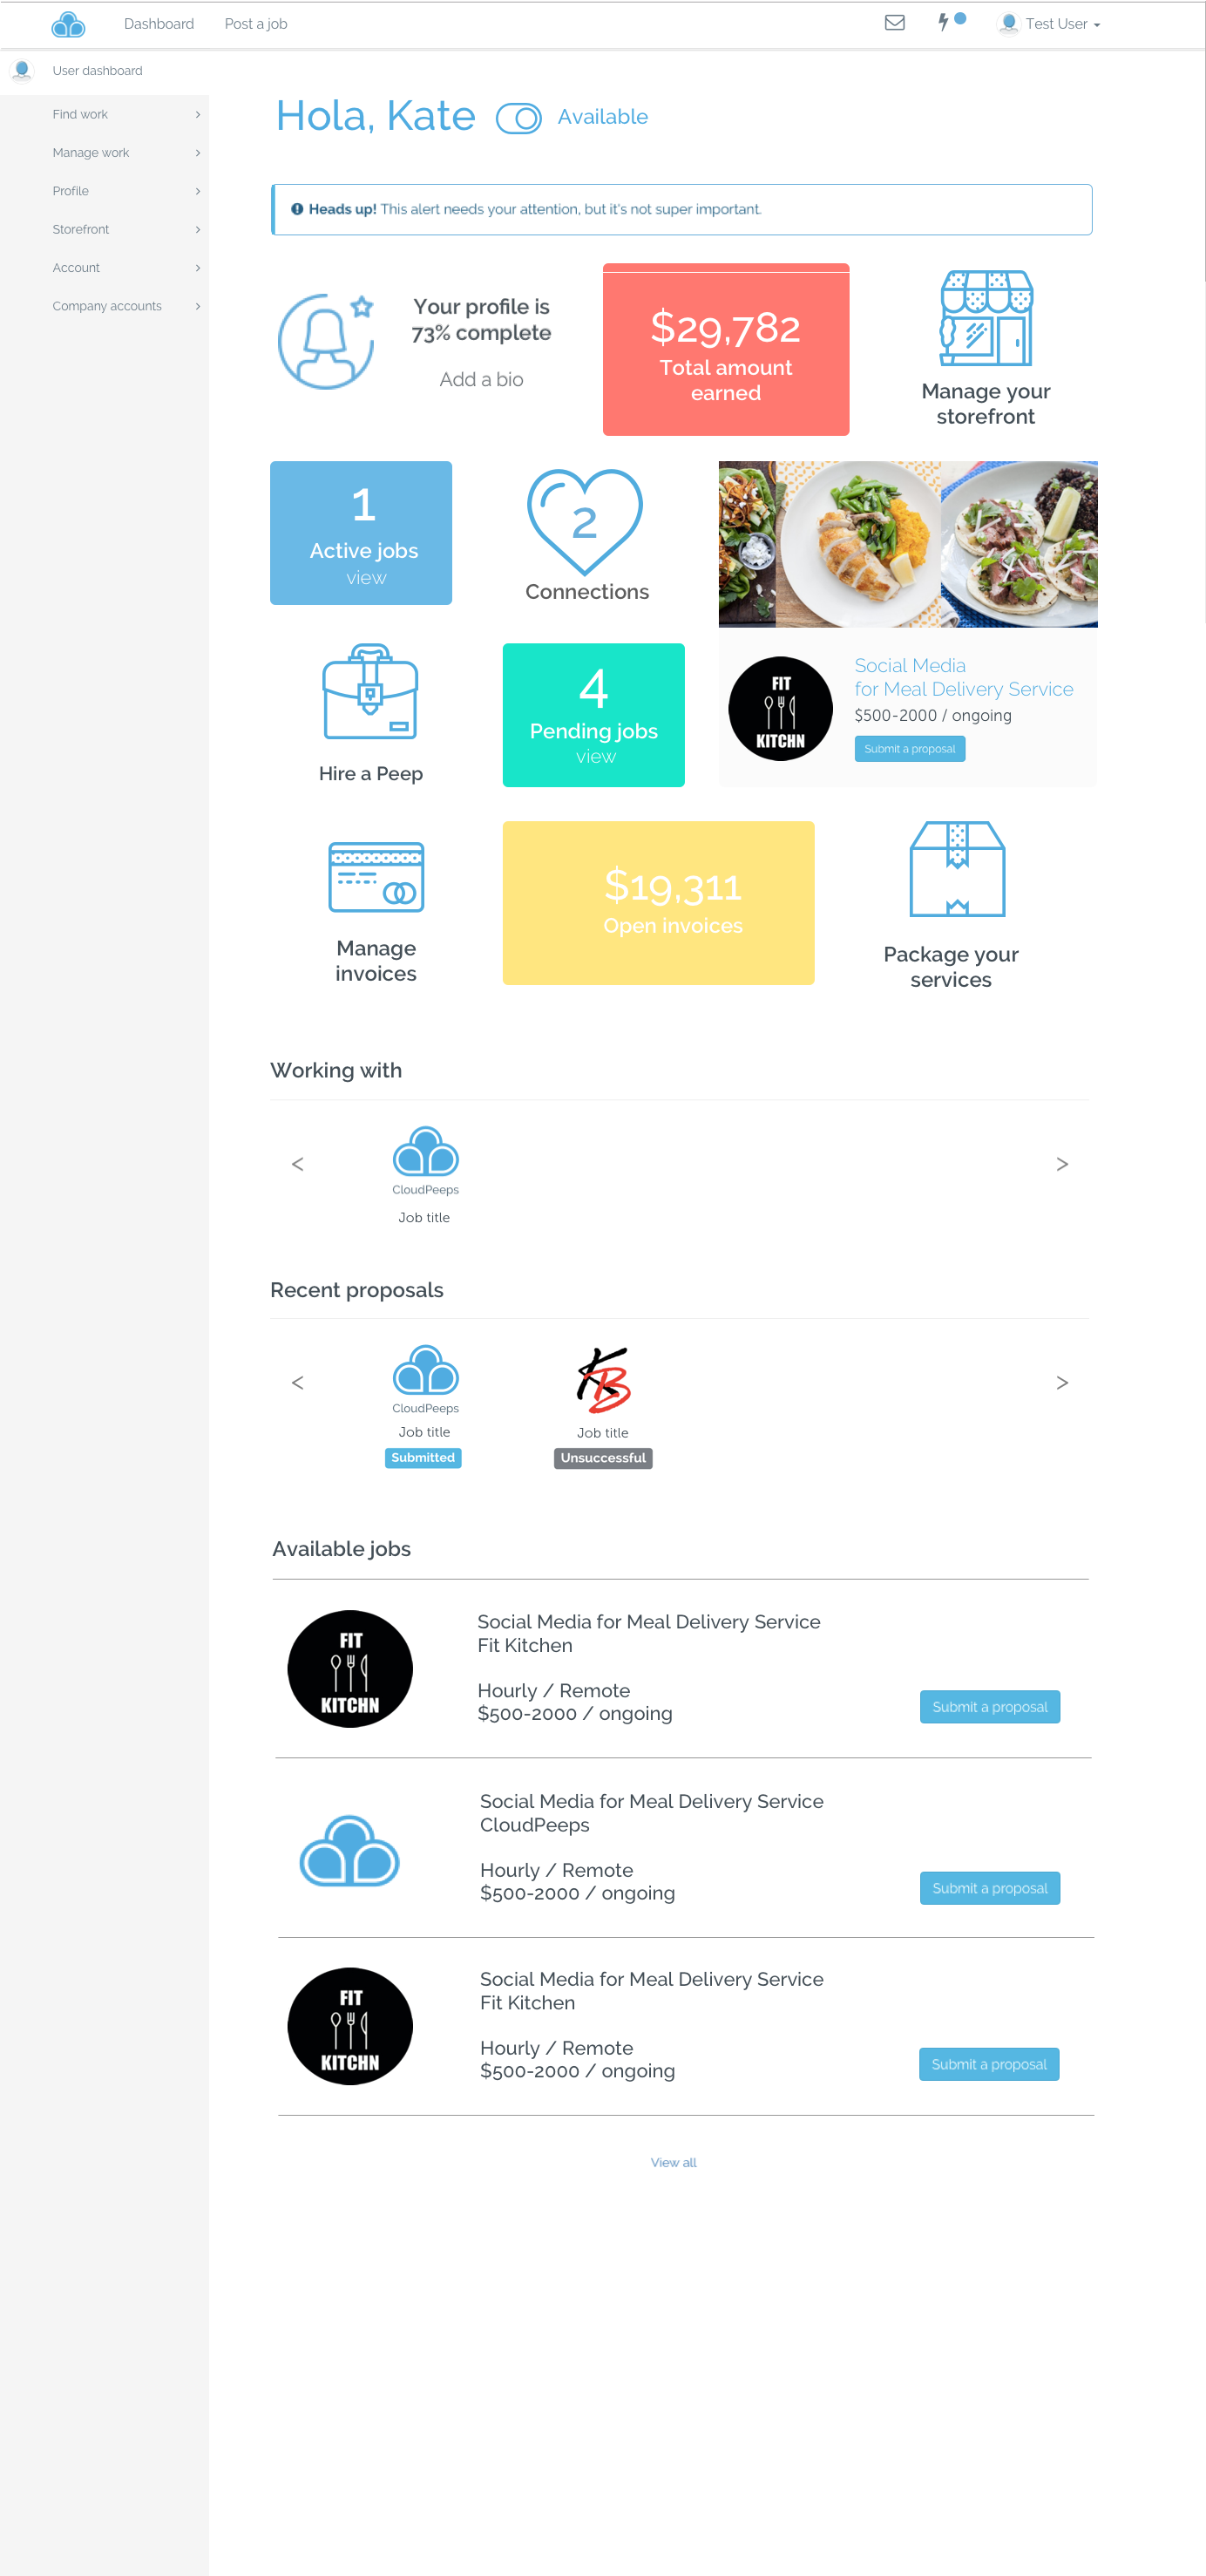 Dashboard
Post a job
Test User
User dashboard
Find work
Manage work
Profile
Storefront
Account
Company accounts
Hola, Kate
Available
Heads up! This alert needs your attention, but it's not super important.
Your profile is
73% complete
Add a bio
$29,782
Total amount
earned
Manage your
storefront
1
Active jobs
view
2
Connections
Hire a Peep
4
Pending jobs
view
FIT
KITCHN
Social Media
for Meal Delivery Service
$500-2000 / ongoing
Submit a proposal
Manage
invoices
$19,311
Open invoices
Package your
services
Working with
<
>
CloudPeeps
Job title
Recent proposals
<
>
CloudPeeps
Job title
Submitted
KB
Job title
Unsuccessful
Available jobs
FIT
KITCHN
Social Media for Meal Delivery Service
Fit Kitchen
Hourly / Remote
$500-2000 / ongoing
Submit a proposal
Social Media for Meal Delivery Service
CloudPeeps
Hourly / Remote
$500-2000 / ongoing
Submit a proposal
FIT
KITCHN
Social Media for Meal Delivery Service
Fit Kitchen
Hourly / Remote
$500-2000 / ongoing
Submit a proposal
View all